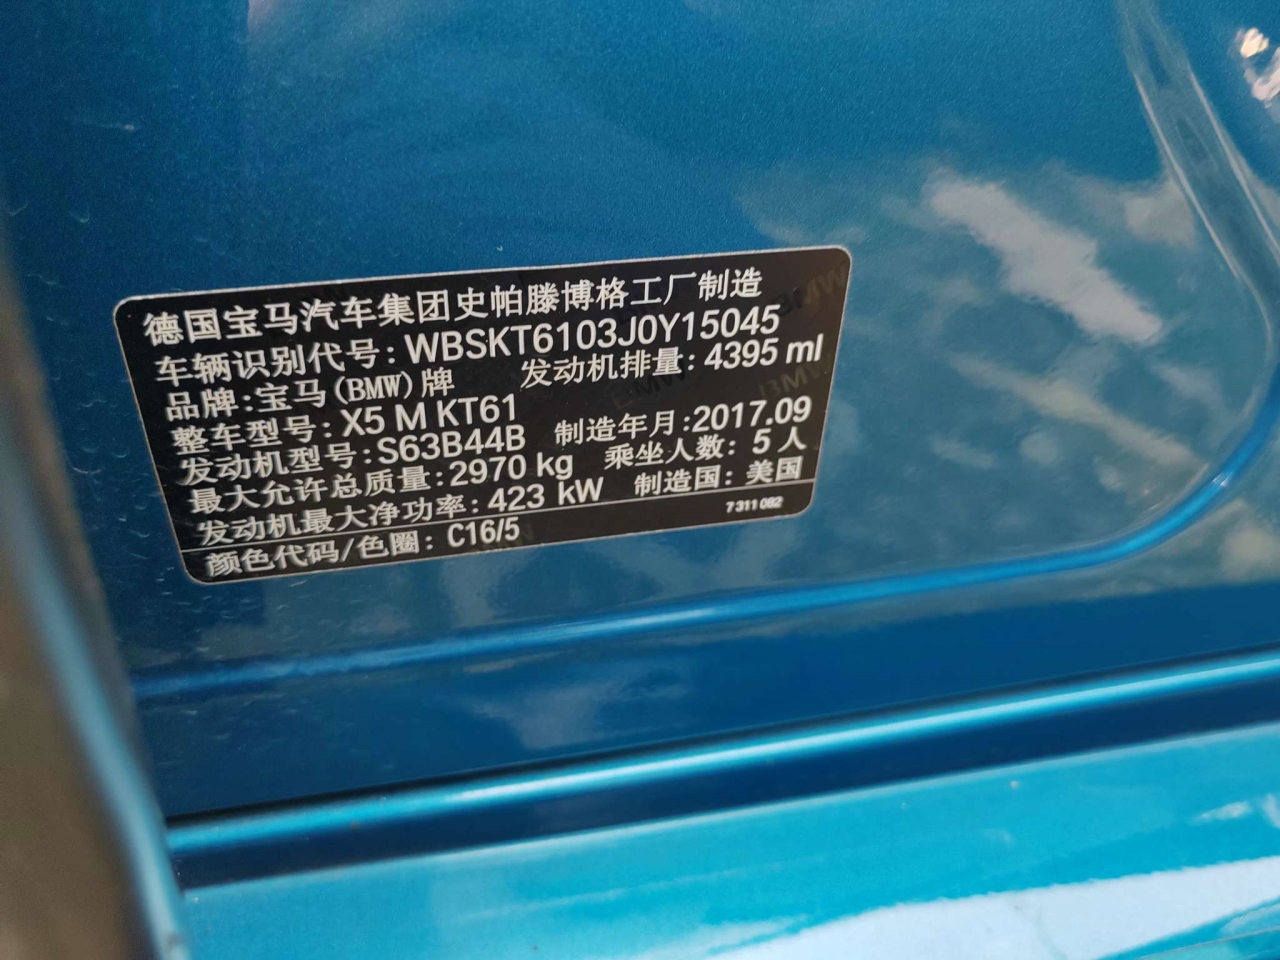 德国宝马汽车集团史帕滕博格工厂制造
车辆识别代号: WBSKT6103J0Y15045
品牌:宝马(BMW)牌 发动机排量: 4395 ml
整车型号: X5 M KT61
发动机型号: S63B44B 制造年月: 2017.09
最大允许总质量: 2970 kg 乘坐人数: 5 人
发动机最大净功率: 423 kW 制造国: 美国
颜色代码/色圈: C16/5 7 311 082